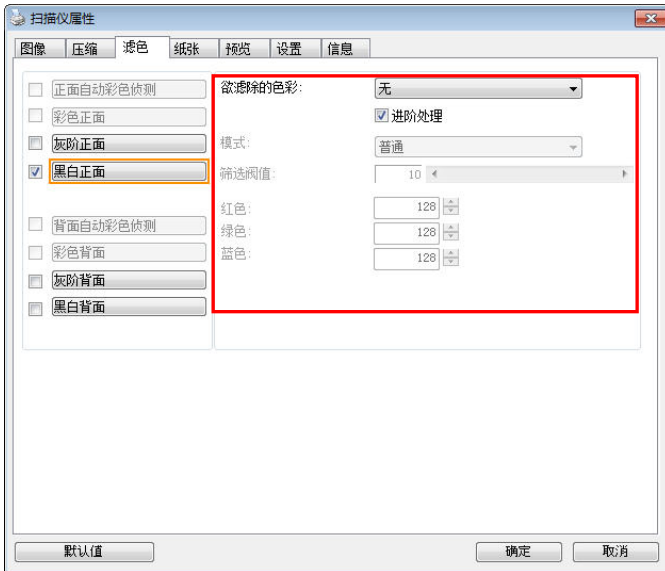 扫描仪属性
图像 压缩 滤色 纸张 预览 设置 信息
正面自动彩色侦测
彩色正面
灰阶正面
黑白正面
背面自动彩色侦测
彩色背面
灰阶背面
黑白背面
欲滤除的色彩: 无
进阶处理
模式: 普通
筛选阀值: 10
红色: 128
绿色: 128
蓝色: 128
默认值 确定 取消